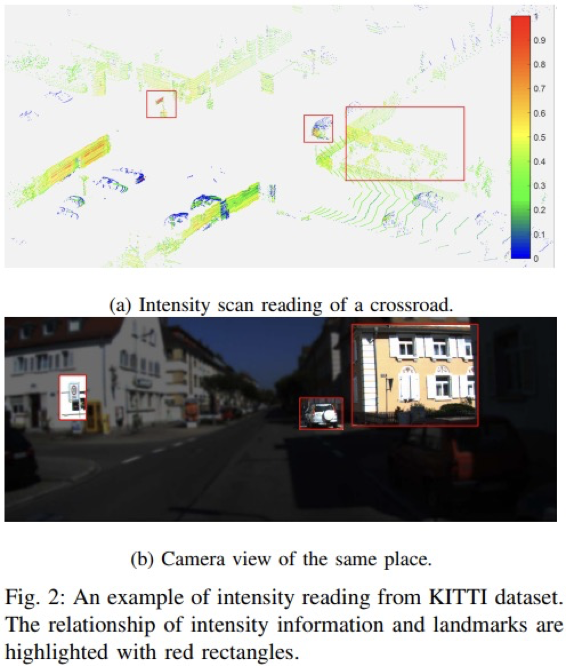 1
0.9
0.8
0.7
0.6
0.5
0.4
0.3
0.2
0.1
0
(a) Intensity scan reading of a crossroad.
(b) Camera view of the same place.
Fig. 2: An example of intensity reading from KITTI dataset.
The relationship of intensity information and landmarks are
highlighted with red rectangles.